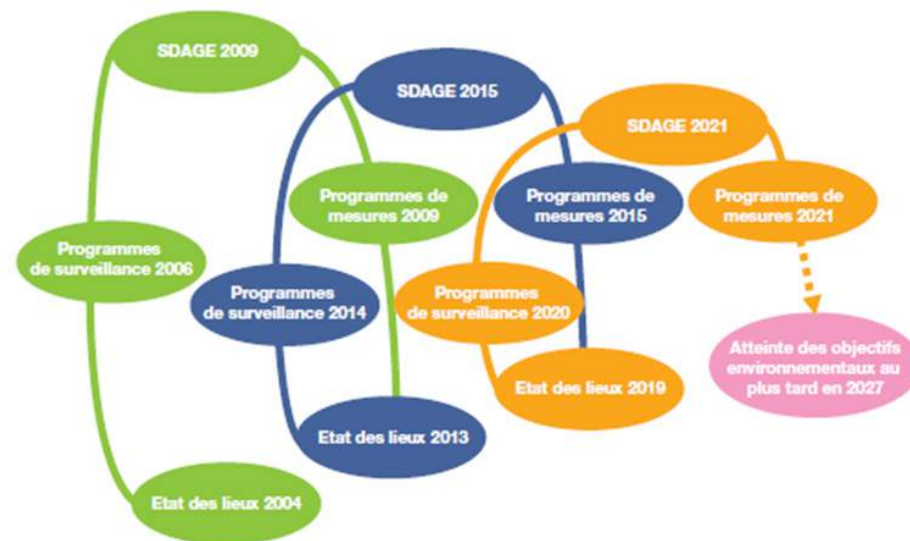 SDAGE 2009
SDAGE 2015
SDAGE 2021
Programmes de
mesures 2009
Programmes de
mesures 2015
Programmes de
mesures 2021
Programmes
de surveillance 2006
Programmes
de surveillance 2014
Programmes
de surveillance 2020
Atteinte des objectifs
environnementaux au
plus tard en 2027
Etat des lieux 2019
Etat des lieux 2013
Etat des lieux 2004